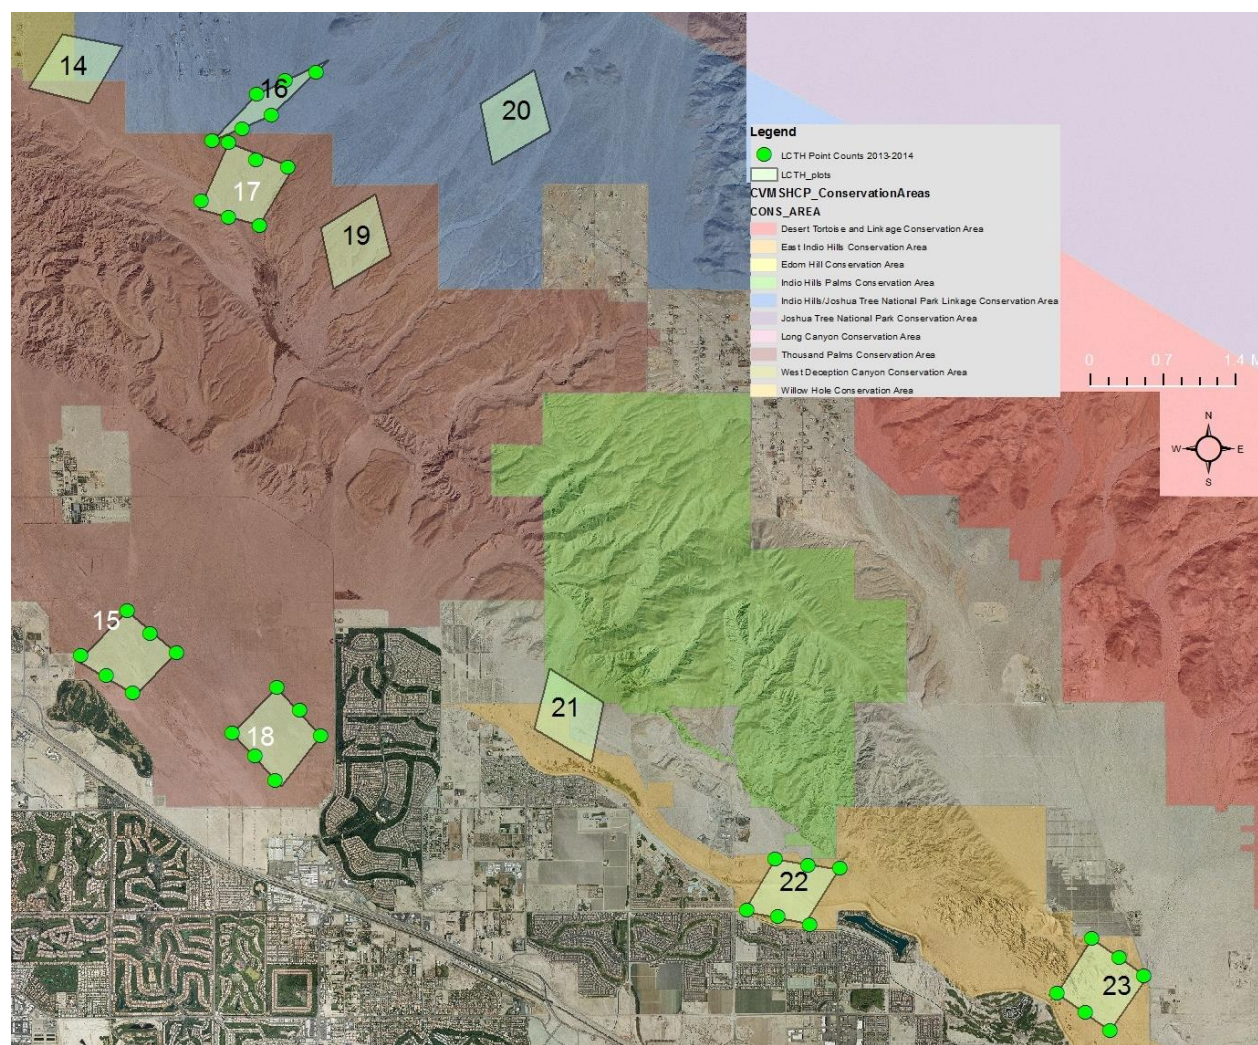 14
16
20
Legend
LCTH Point Counts 2013-2014
LCTH_plots
17
CVMSHCP_ConservationAreas
CONS_AREA
19
Desert Tortoise and Linkage Conservation Area
East Indio Hills Conservation Area
Edom Hill Conservation Area
Indio Hills Palms Conservation Area
Indio Hills/Joshua Tree National Park Linkage Conservation Area
Joshua Tree National Park Conservation Area
Long Canyon Conservation Area
Thousand Palms Conservation Area
West Deception Canyon Conservation Area
Willow Hole Conservation Area
0 0.7 1.4 M
N
W E
S
15
21
18
22
23